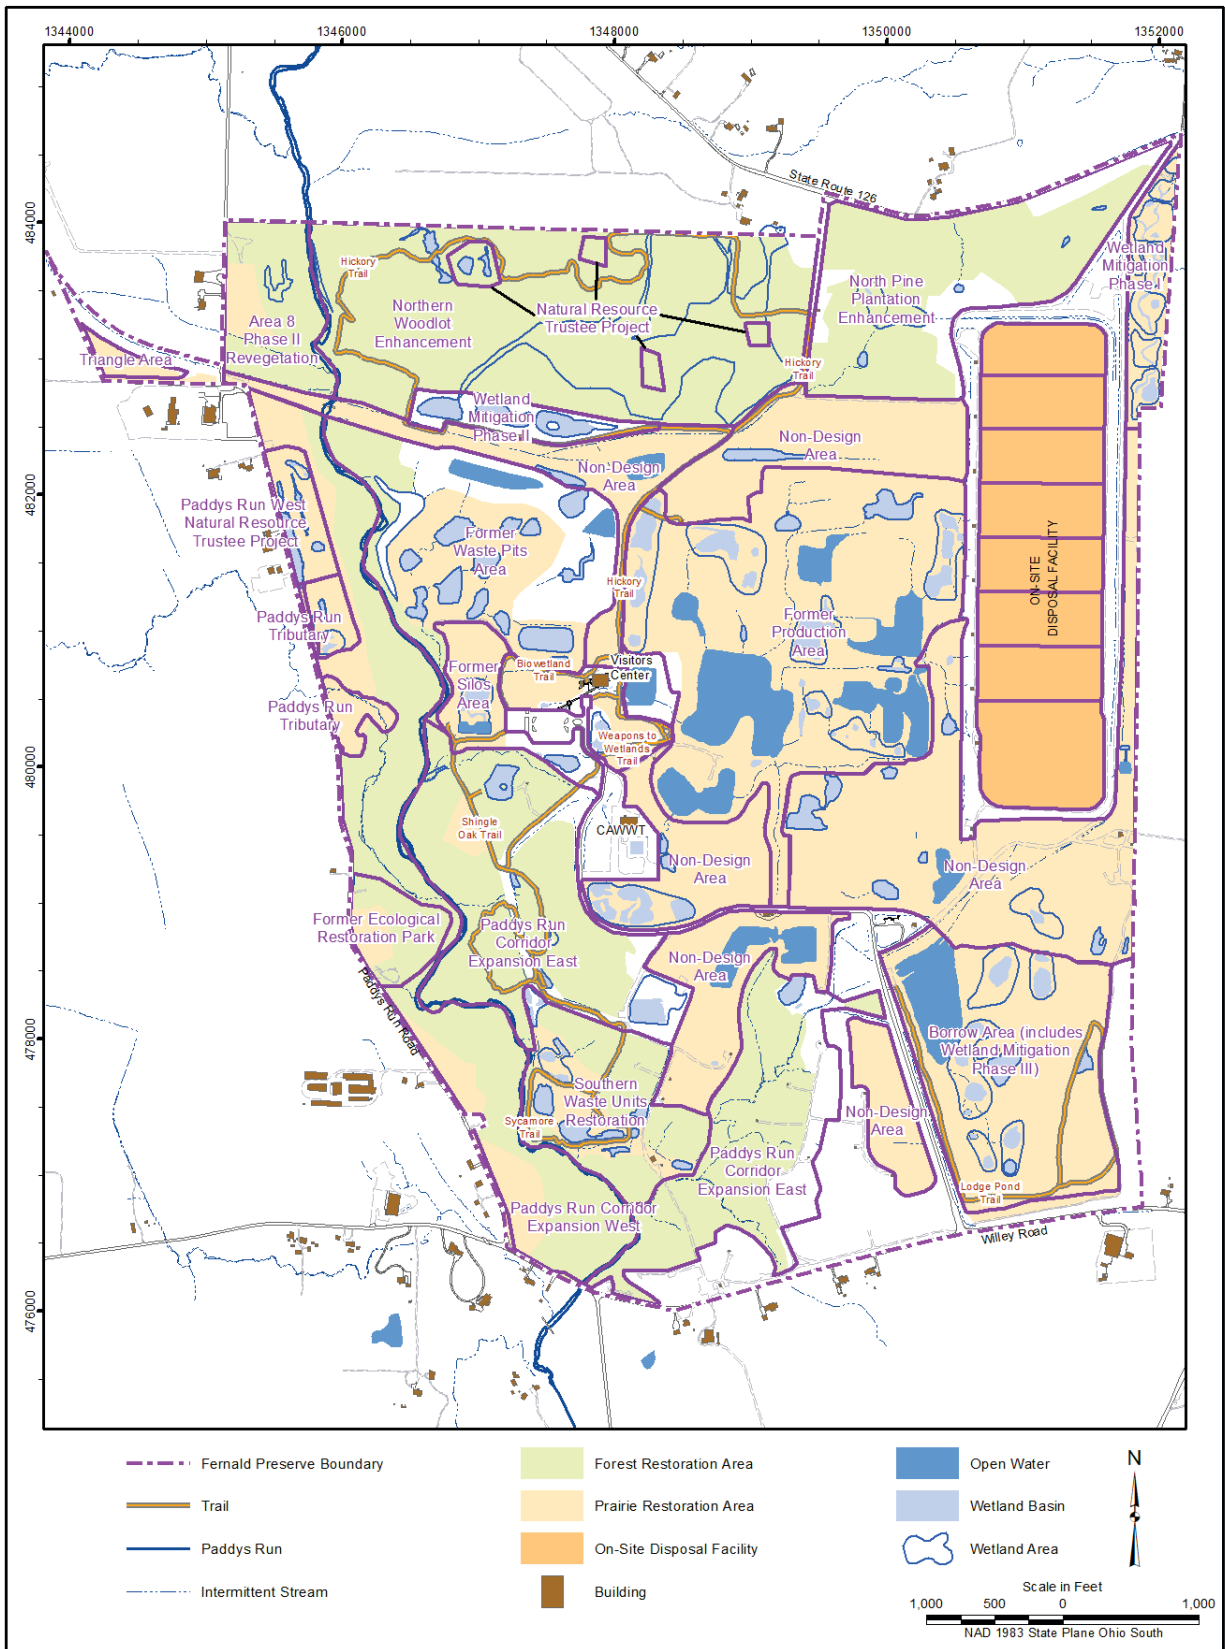 1344000
1346000
1348000
1350000
1352000
484000
482000
480000
478000
476000
State Route 126
Wetland
Mitigation
Phase I
Hickory
Trail
Northern
Woodlot
Enhancement
Natural Resource
Trustee Project
North Pine
Plantation
Enhancement
Area 8
Phase II
Revegetation
Triangle Area
Hickory
Trail
Wetland
Mitigation
Phase II
Non-Design
Area
Non-Design
Area
Paddys Run West
Natural Resource
Trustee Project
Former
Waste Pits
Area
ON-SITE
DISPOSAL FACILITY
Hickory
Trail
Former
Production
Area
Paddys Run
Tributary
Former
Silos
Area
Biowetland
Trail
Visitors
Center
Paddys Run
Tributary
Weapons to
Wetlands
Trail
Shingle
Oak Trail
CAWWT
Non-Design
Area
Non-Design
Area
Former Ecological
Restoration Park
Paddys Run
Corridor
Expansion East
Non-Design
Area
Paddys Run Road
Borrow Area (includes
Wetland Mitigation
Phase III)
Southern
Waste Units
Restoration
Sycamore
Trail
Non-Design
Area
Paddys Run
Corridor
Expansion East
Lodge Pond
Trail
Paddys Run Corridor
Expansion West
Willey Road
Fernald Preserve Boundary
Trail
Paddys Run
Intermittent Stream
Forest Restoration Area
Prairie Restoration Area
On-Site Disposal Facility
Building
Open Water
Wetland Basin
Wetland Area
N
Scale in Feet
1,000 500 0 1,000
NAD 1983 State Plane Ohio South